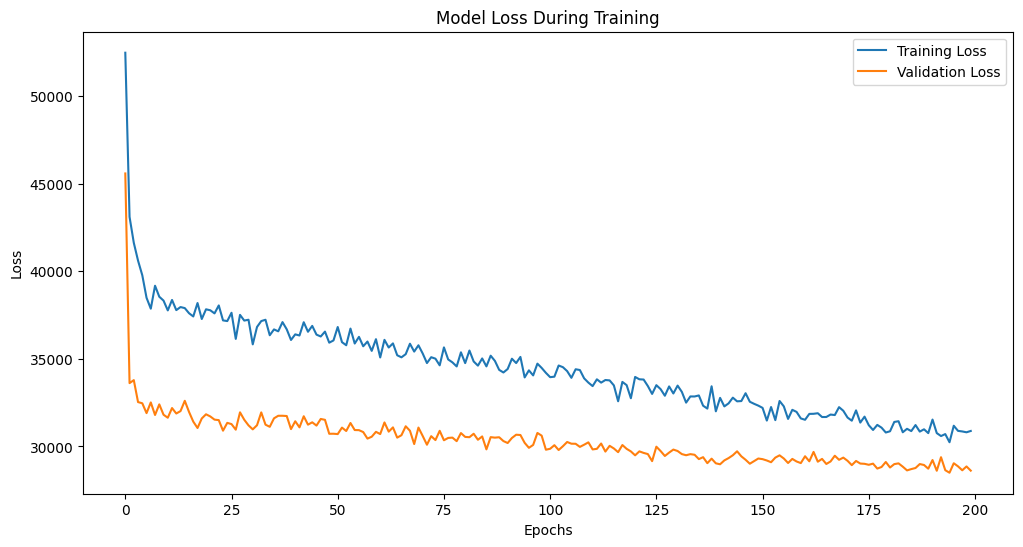 Model Loss During Training
Training Loss
Validation Loss
50000
45000
40000
35000
30000
Loss
0
25
50
75
100
125
150
175
200
Epochs